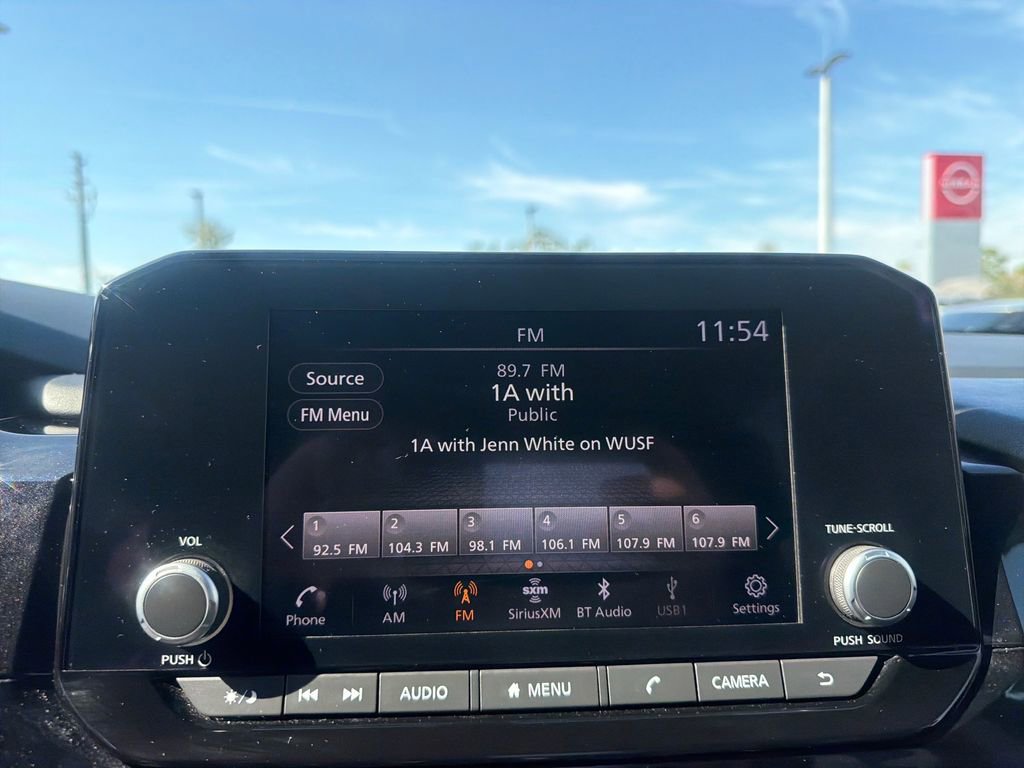 NISSAN
FM
11:54
Source
89.7 FM
1A with
FM Menu
Public
1A with Jenn White on WUSF
1
2
3
4
5
6
92.5 FM
104.3 FM
98.1 FM
106.1 FM
107.9 FM
107.9 FM
VOL
TUNE·SCROLL
Phone
AM
FM
sxm
SiriusXM
BT Audio
USB1
Settings
PUSH
PUSH SOUND
AUDIO
MENU
CAMERA